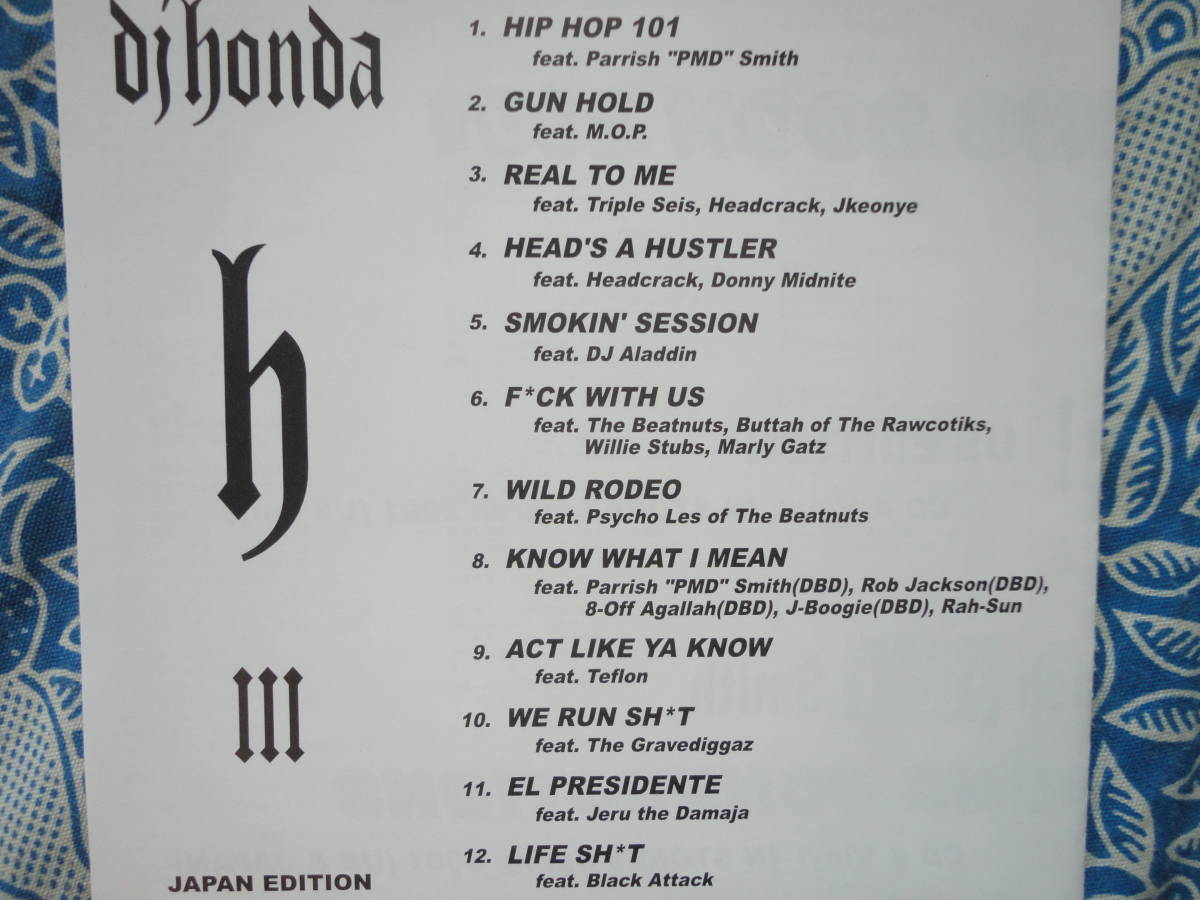 dj honda
h
III
JAPAN EDITION
1. HIP HOP 101
feat. Parrish "PMD" Smith
2. GUN HOLD
feat. M.O.P.
3. REAL TO ME
feat. Triple Seis, Headcrack, Jkeonye
4. HEAD'S A HUSTLER
feat. Headcrack, Donny Midnite
5. SMOKIN' SESSION
feat. DJ Aladdin
6. F*CK WITH US
feat. The Beatnuts, Buttah of The Rawcotiks,
Willie Stubs, Marly Gatz
7. WILD RODEO
feat. Psycho Les of The Beatnuts
8. KNOW WHAT I MEAN
feat. Parrish "PMD" Smith(DBD), Rob Jackson(DBD),
8-Off Agallah(DBD), J-Boogie(DBD), Rah-Sun
9. ACT LIKE YA KNOW
feat. Teflon
10. WE RUN SH*T
feat. The Gravediggaz
11. EL PRESIDENTE
feat. Jeru the Damaja
12. LIFE SH*T
feat. Black Attack